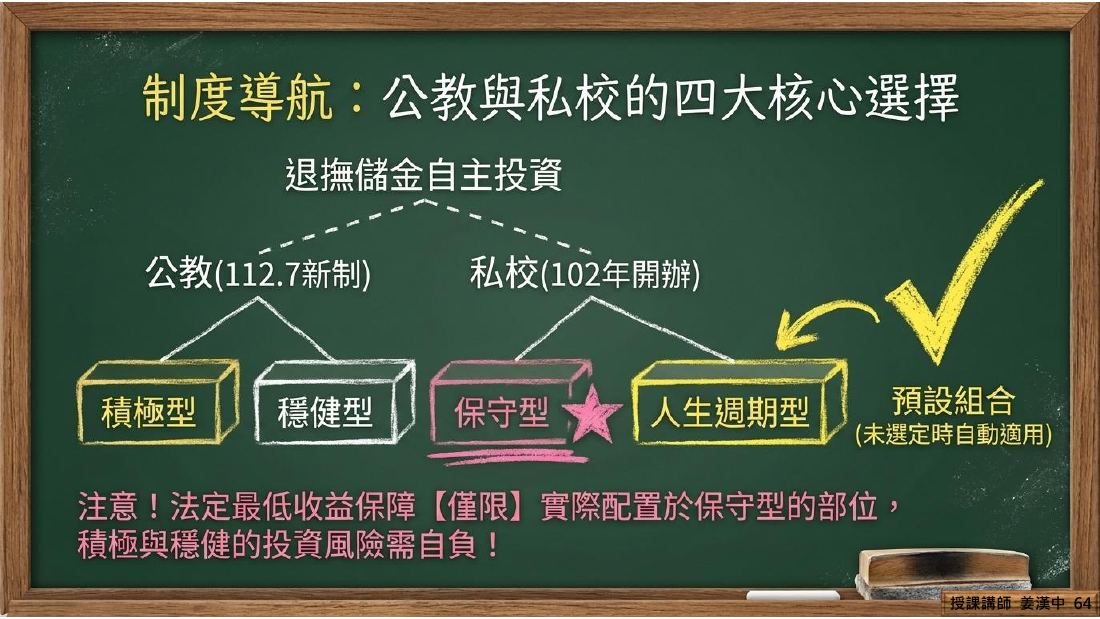 制度導航：公教與私校的四大核心選擇
退撫儲金自主投資
公教(112.7新制)
私校(102年開辦)
積極型
穩健型
保守型
人生週期型
預設組合
(未選定時自動適用)
注意！法定最低收益保障【僅限】實際配置於保守型的部位，
積極與穩健的投資風險需自負！
授課講師 姜漢中 64